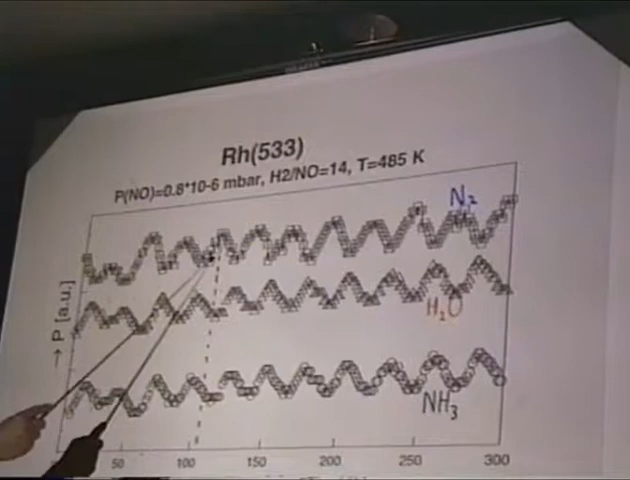 Rh(533)
P(NO)=0.8*10-6 mbar, H2/NO=14, T=485 K
N₂
H₂O
NH₃
→ P [a.u.]
50 100 150 200 250 300